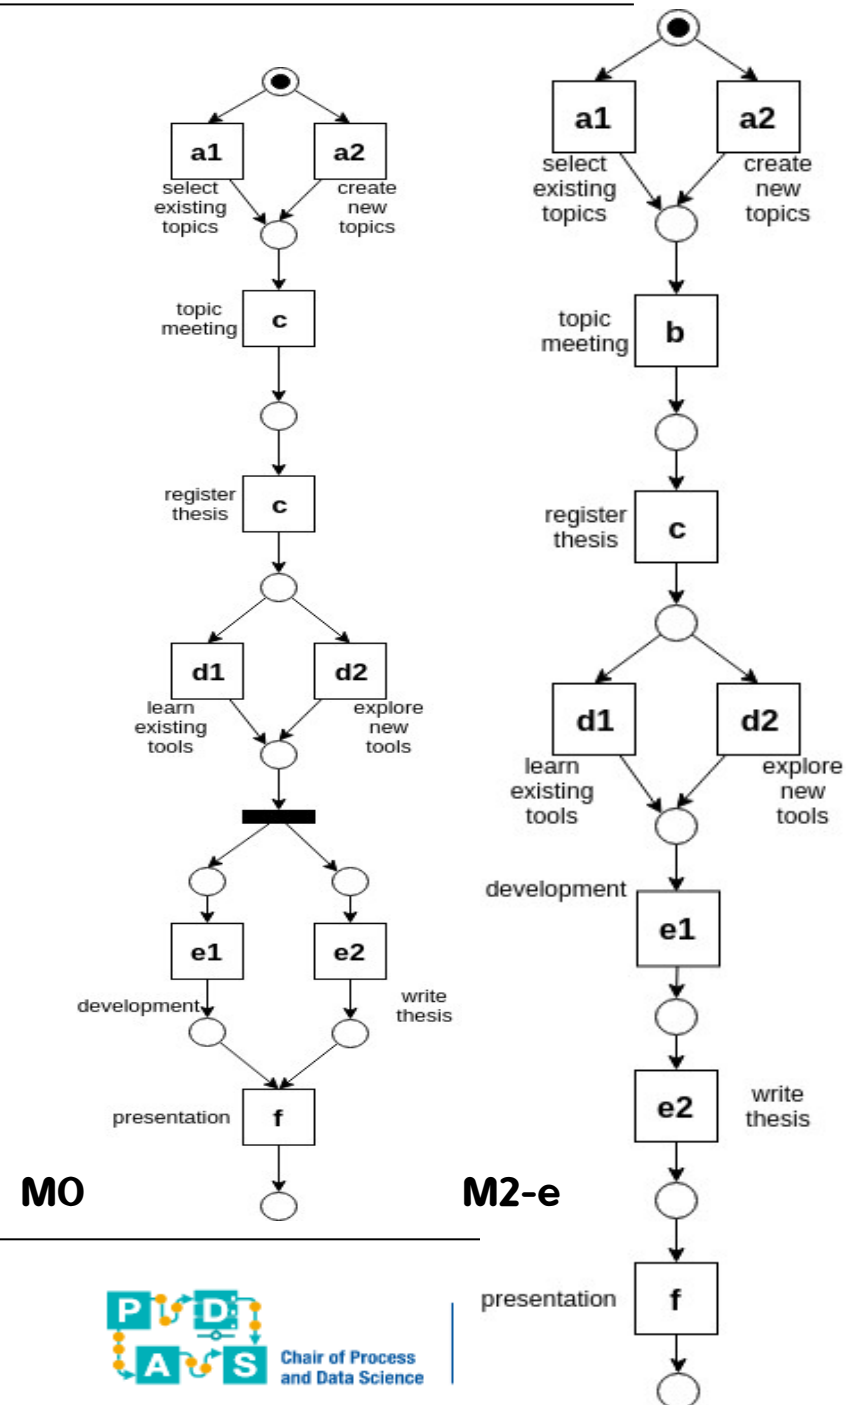 a1
a2
select
existing
topics
create
new
topics
topic
meeting
c
register
thesis
c
d1
d2
learn
existing
tools
explore
new
tools
e1
e2
development
write
thesis
presentation
f
M0
a1
a2
select
existing
topics
create
new
topics
topic
meeting
b
register
thesis
c
d1
d2
learn
existing
tools
explore
new
tools
development
e1
e2
write
thesis
presentation
f
M2-e
P D
A S
Chair of Process
and Data Science